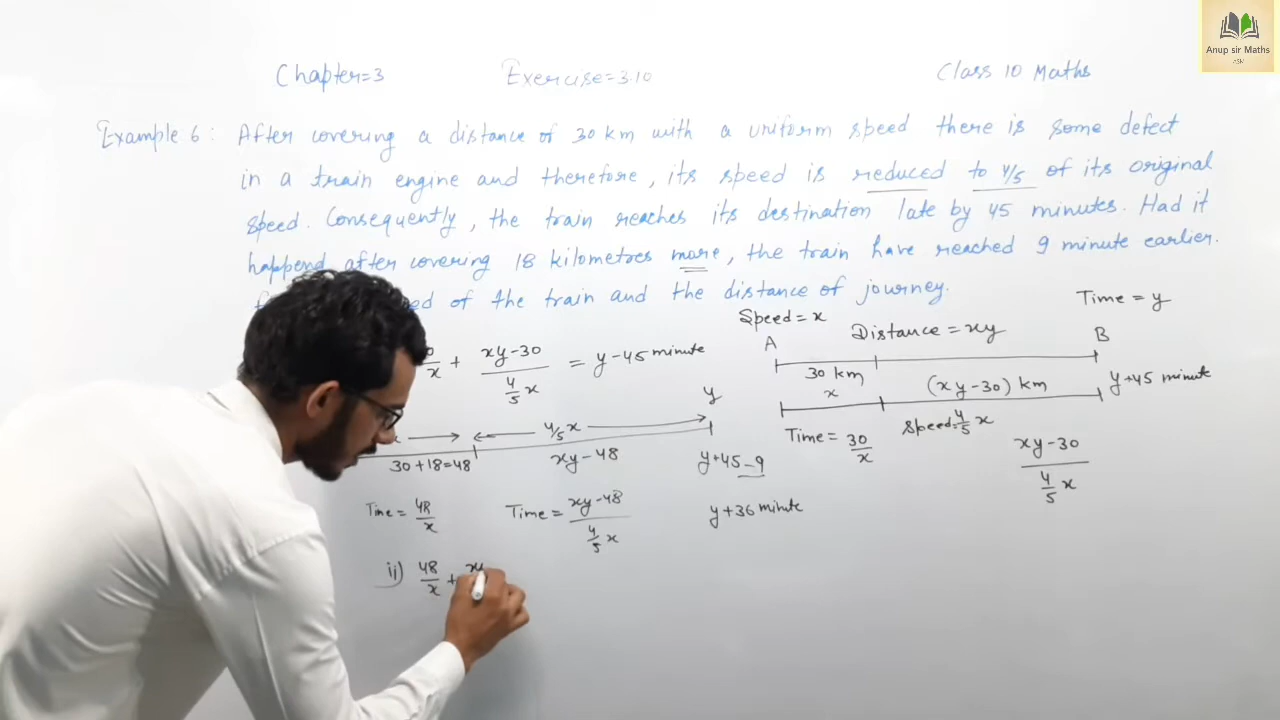 Anup sir Maths
Chapter=3 Exercise=3.10 Class 10 Maths
Example 6: After covering a distance of 30 km with a uniform speed there is some defect
in a train engine and therefore, its speed is reduced to 4/5 of its original
speed. Consequently, the train reaches its destination late by 45 minutes. Had it
happend after covering 18 kilometres more, the train have reached 9 minute earlier.
of the train and the distance of journey.
Time = y
Speed = x
Distance = xy
A B
x + (xy-30)/(4/5 x) = y-45 minute
30 km (xy-30) km y+45 minute
x
Time = 30/x Speed = 4/5 x
(xy-30)/(4/5 x)
4/5 x y
30+18=48 xy-48 y+45-9
Time = 48/x Time = (xy-48)/(4/5 x) y+36 minute
ii) 48/x +